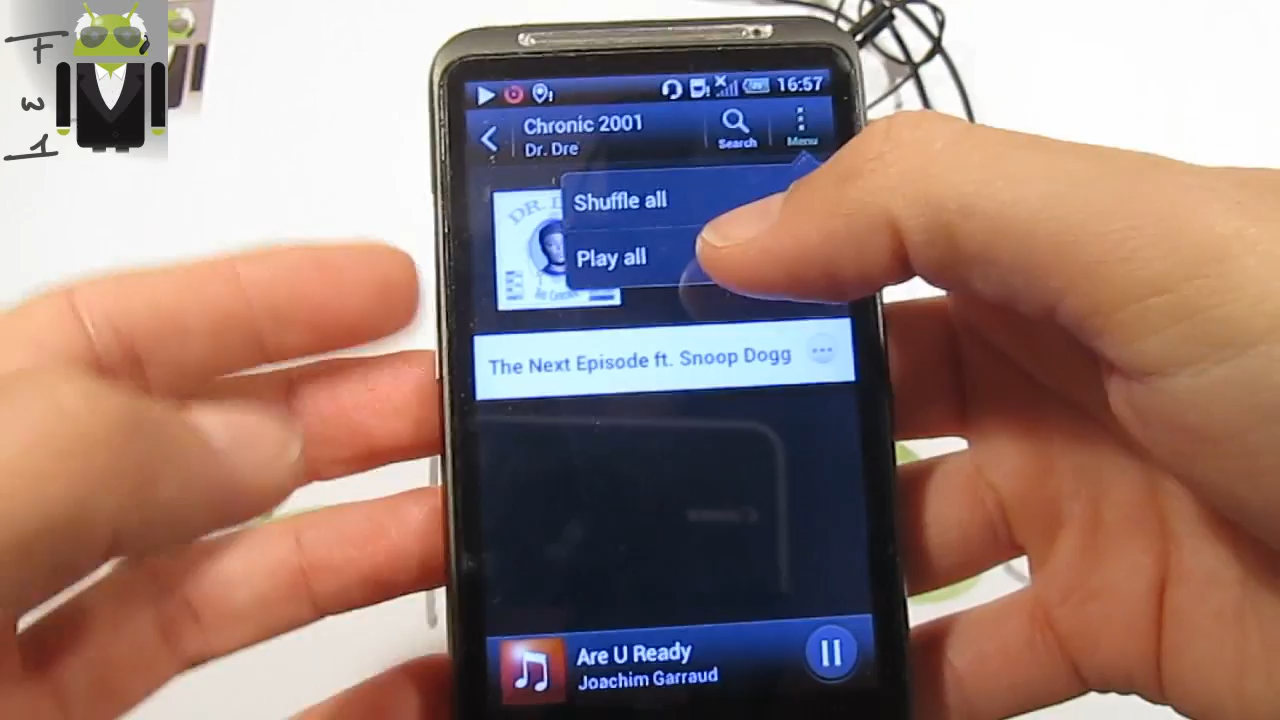 F
w
1
16:57
Chronic 2001
Dr. Dre
Search
Menu
DR. D
Shuffle all
Play all
The Next Episode ft. Snoop Dogg
Are U Ready
Joachim Garraud